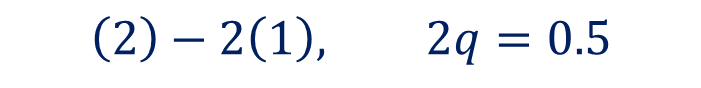 (2) − 2(1), 2q = 0.5